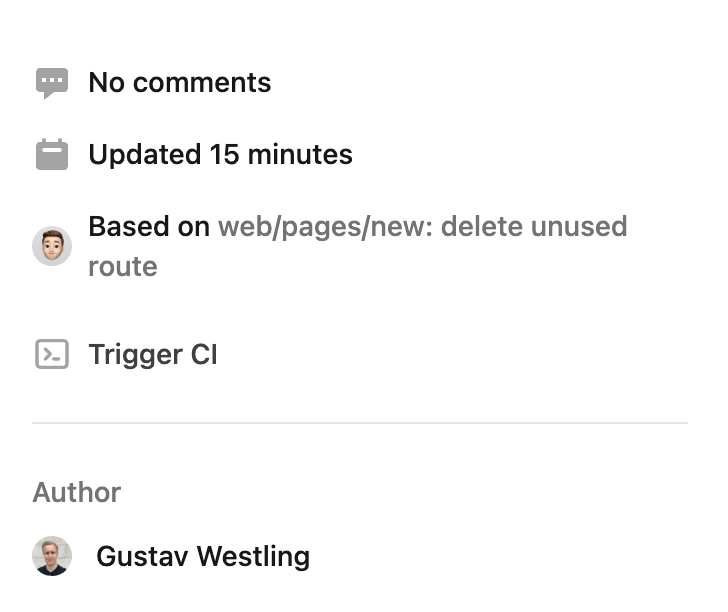 No comments
Updated 15 minutes
Based on web/pages/new: delete unused
route
Trigger CI
Author
Gustav Westling